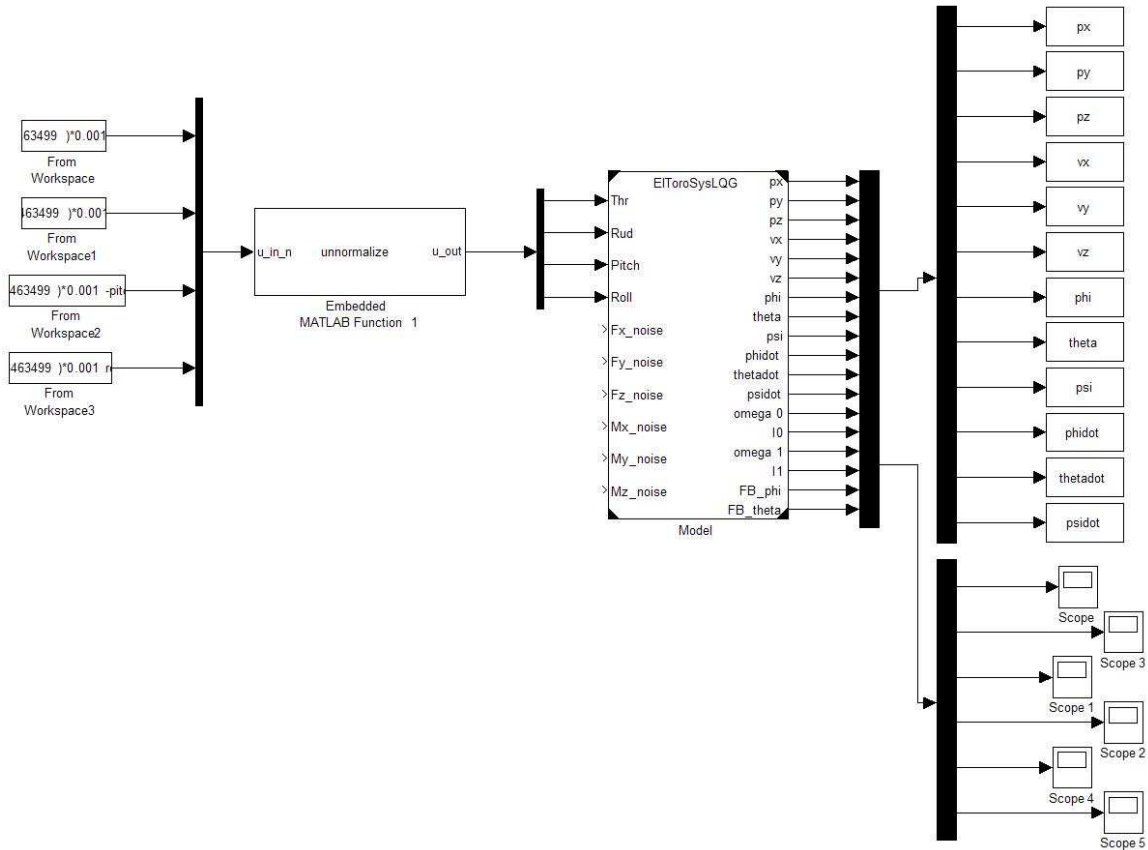 63499 )*0.001
From
Workspace
463499 )*0.001
From
Workspace1
463499 )*0.001 -pit
From
Workspace2
463499 )*0.001 r
From
Workspace3
u_in_n
unnormalize
u_out
Embedded
MATLAB Function 1
ElToroSysLQG
Thr
Rud
Pitch
Roll
Fx_noise
Fy_noise
Fz_noise
Mx_noise
My_noise
Mz_noise
px
py
pz
vx
vy
vz
phi
theta
psi
phidot
thetadot
psidot
omega 0
I0
omega 1
I1
FB_phi
FB_theta
Model
px
py
pz
vx
vy
vz
phi
theta
psi
phidot
thetadot
psidot
Scope
Scope 3
Scope 1
Scope 2
Scope 4
Scope 5